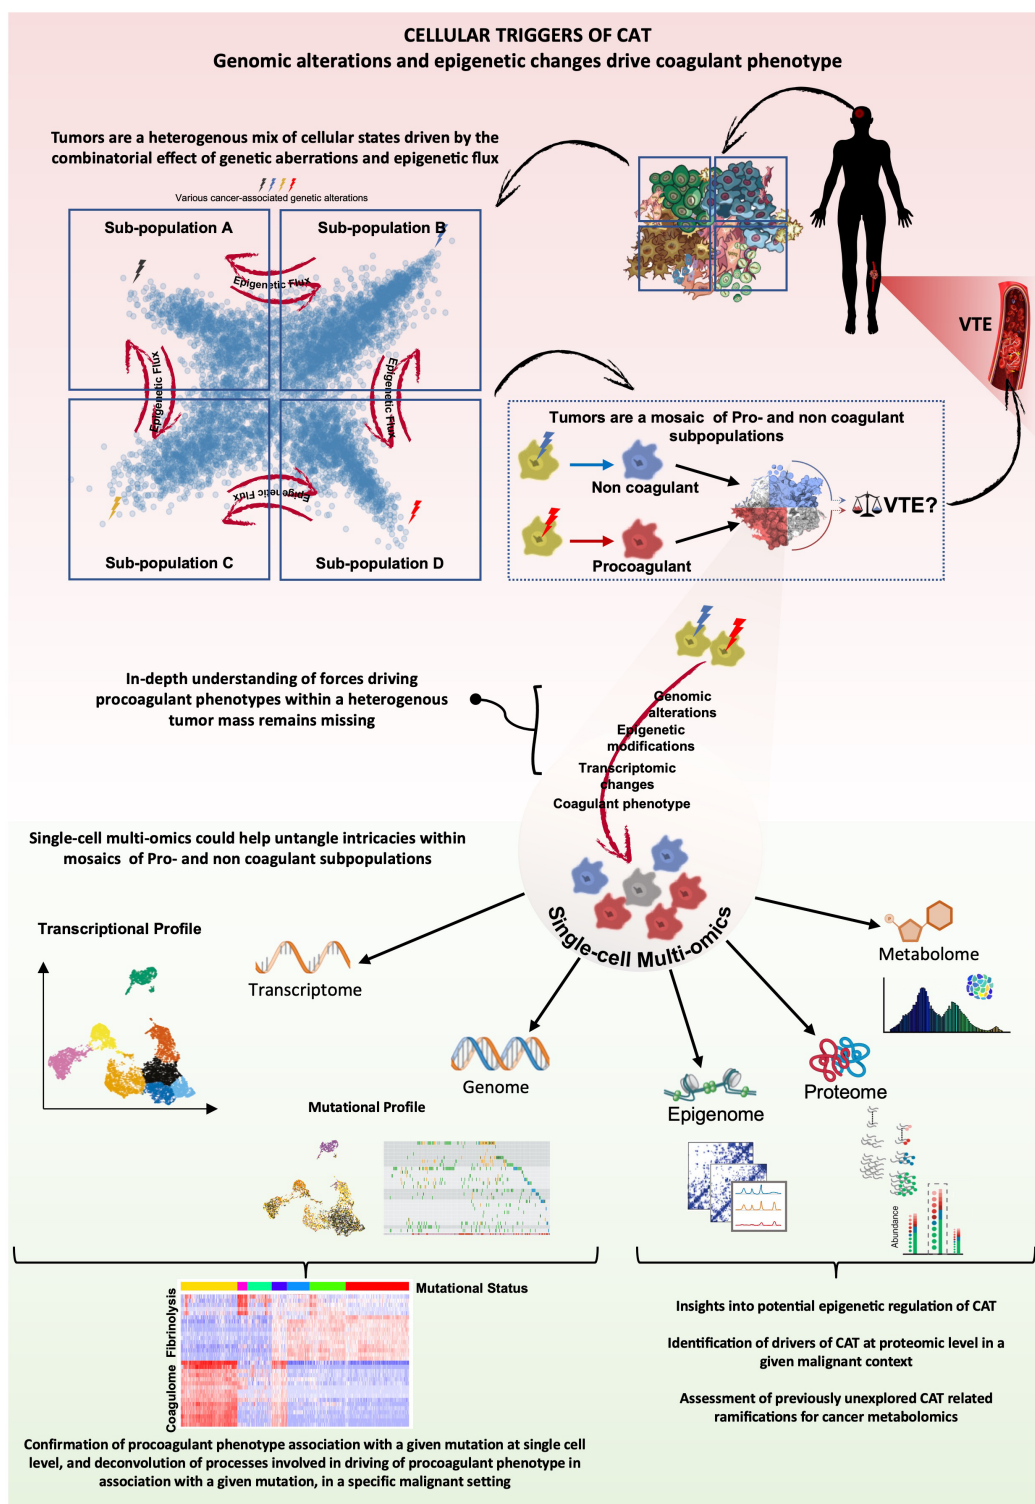 CELLULAR TRIGGERS OF CAT
Genomic alterations and epigenetic changes drive coagulant phenotype
Tumors are a heterogenous mix of cellular states driven by the
combinatorial effect of genetic aberrations and epigenetic flux
Various cancer-associated genetic alterations
Sub-population A
Sub-population B
Epigenetic Flux
Epigenetic Flux
Epigenetic Flux
Epigenetic Flux
Sub-population C
Sub-population D
VTE
Tumors are a mosaic of Pro- and non coagulant
subpopulations
Non coagulant
Procoagulant
VTE?
In-depth understanding of forces driving
procoagulant phenotypes within a heterogenous
tumor mass remains missing
Genomic
alterations
Epigenetic
modifications
Transcriptomic
changes
Coagulant phenotype
Single-cell multi-omics could help untangle intricacies within
mosaics of Pro- and non coagulant subpopulations
Single-cell Multi-omics
Transcriptional Profile
Transcriptome
Genome
Mutational Profile
Epigenome
Proteome
Metabolome
Abundance
Mutational Status
Fibrinolysis
Coagulome
Confirmation of procoagulant phenotype association with a given mutation at single cell
level, and deconvolution of processes involved in driving of procoagulant phenotype in
association with a given mutation, in a specific malignant setting
Insights into potential epigenetic regulation of CAT
Identification of drivers of CAT at proteomic level in a
given malignant context
Assessment of previously unexplored CAT related
ramifications for cancer metabolomics